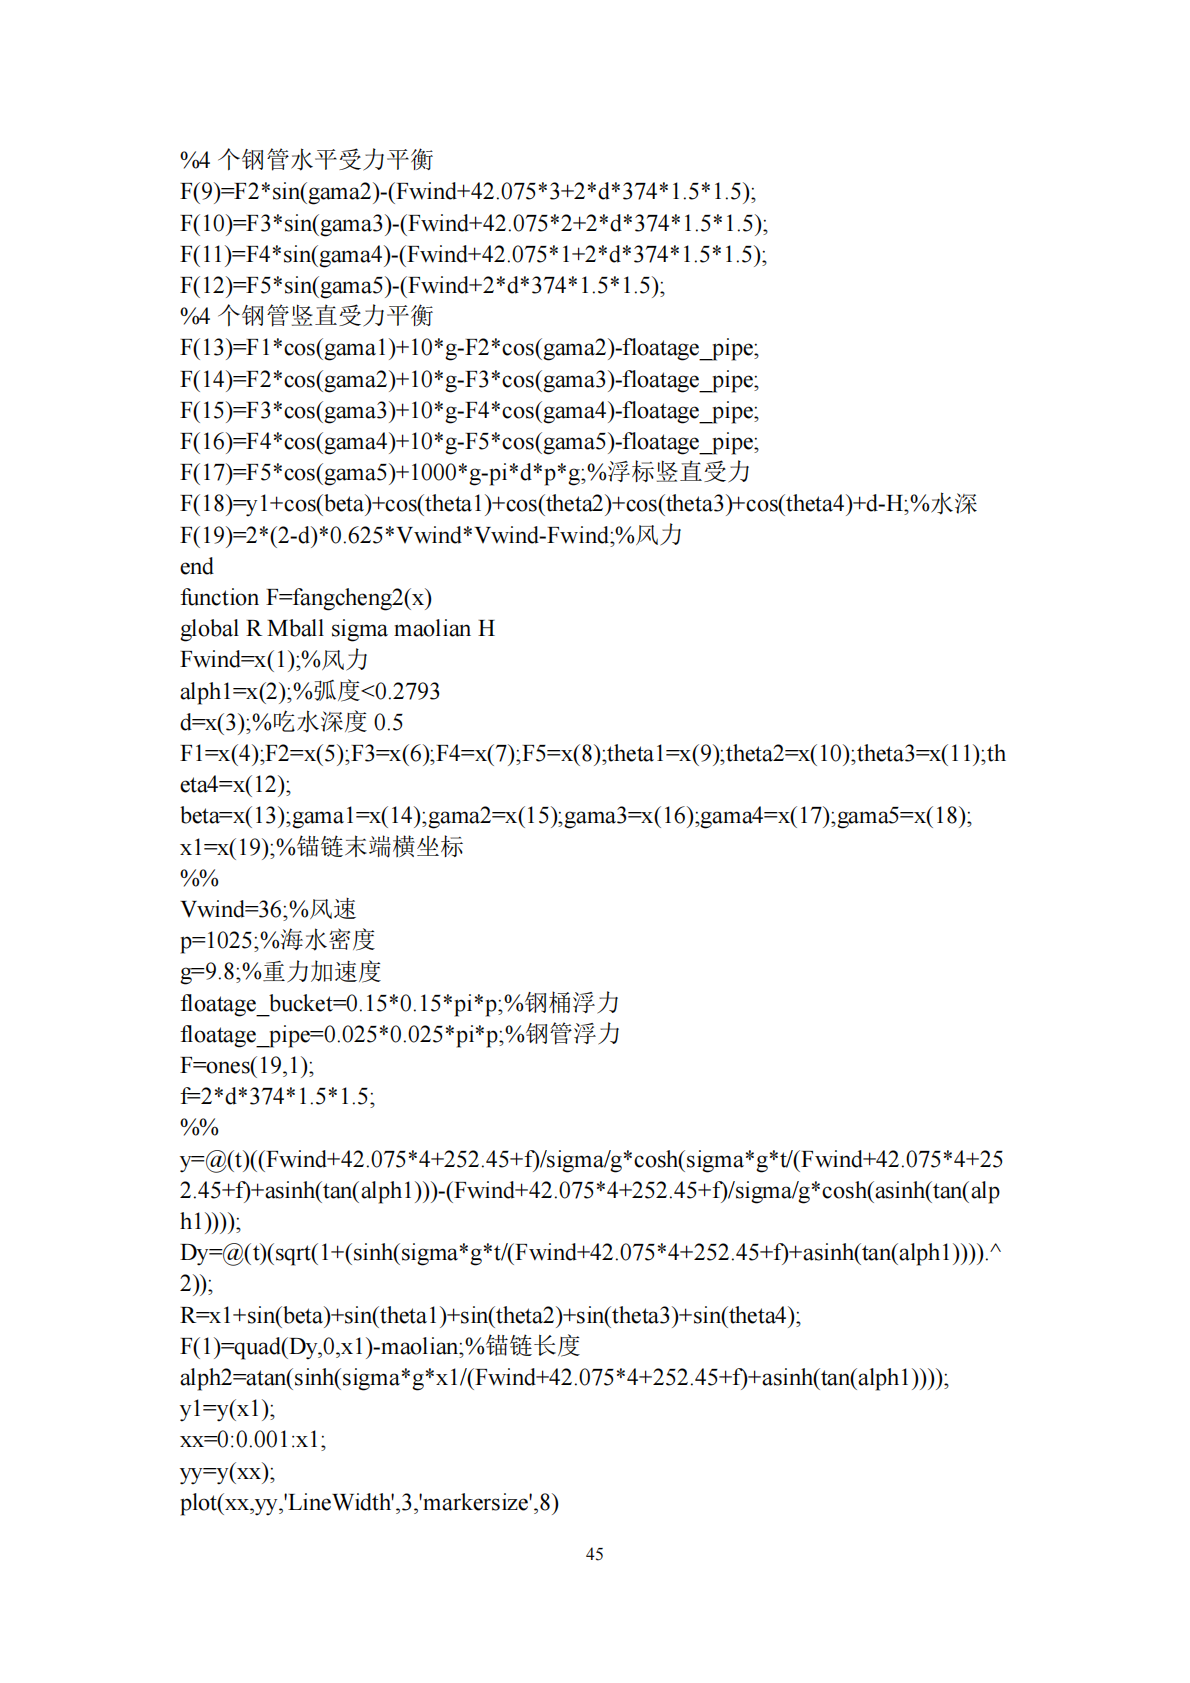 %4 个钢管水平受力平衡
F(9)=F2*sin(gama2)-(Fwind+42.075*3+2*d*374*1.5*1.5);
F(10)=F3*sin(gama3)-(Fwind+42.075*2+2*d*374*1.5*1.5);
F(11)=F4*sin(gama4)-(Fwind+42.075*1+2*d*374*1.5*1.5);
F(12)=F5*sin(gama5)-(Fwind+2*d*374*1.5*1.5);
%4 个钢管竖直受力平衡
F(13)=F1*cos(gama1)+10*g-F2*cos(gama2)-floatage_pipe;
F(14)=F2*cos(gama2)+10*g-F3*cos(gama3)-floatage_pipe;
F(15)=F3*cos(gama3)+10*g-F4*cos(gama4)-floatage_pipe;
F(16)=F4*cos(gama4)+10*g-F5*cos(gama5)-floatage_pipe;
F(17)=F5*cos(gama5)+1000*g-pi*d*p*g;%浮标竖直受力
F(18)=y1+cos(beta)+cos(theta1)+cos(theta2)+cos(theta3)+cos(theta4)+d-H;%水深
F(19)=2*(2-d)*0.625*Vwind*Vwind-Fwind;%风力
end
function F=fangcheng2(x)
global R Mball sigma maolian H
Fwind=x(1);%风力
alph1=x(2);%弧度<0.2793
d=x(3);%吃水深度 0.5
F1=x(4);F2=x(5);F3=x(6);F4=x(7);F5=x(8);theta1=x(9);theta2=x(10);theta3=x(11);th
eta4=x(12);
beta=x(13);gama1=x(14);gama2=x(15);gama3=x(16);gama4=x(17);gama5=x(18);
x1=x(19);%锚链末端横坐标
%%
Vwind=36;%风速
p=1025;%海水密度
g=9.8;%重力加速度
floatage_bucket=0.15*0.15*pi*p;%钢桶浮力
floatage_pipe=0.025*0.025*pi*p;%钢管浮力
F=ones(19,1);
f=2*d*374*1.5*1.5;
%%
y=@(t)((Fwind+42.075*4+252.45+f)/sigma/g*cosh(sigma*g*t/(Fwind+42.075*4+25
2.45+f)+asinh(tan(alph1)))-(Fwind+42.075*4+252.45+f)/sigma/g*cosh(asinh(tan(alp
h1))));
Dy=@(t)(sqrt(1+(sinh(sigma*g*t/(Fwind+42.075*4+252.45+f)+asinh(tan(alph1)))).^
2));
R=x1+sin(beta)+sin(theta1)+sin(theta2)+sin(theta3)+sin(theta4);
F(1)=quad(Dy,0,x1)-maolian;%锚链长度
alph2=atan(sinh(sigma*g*x1/(Fwind+42.075*4+252.45+f)+asinh(tan(alph1))));
y1=y(x1);
xx=0:0.001:x1;
yy=y(xx);
plot(xx,yy,'LineWidth',3,'markersize',8)
45